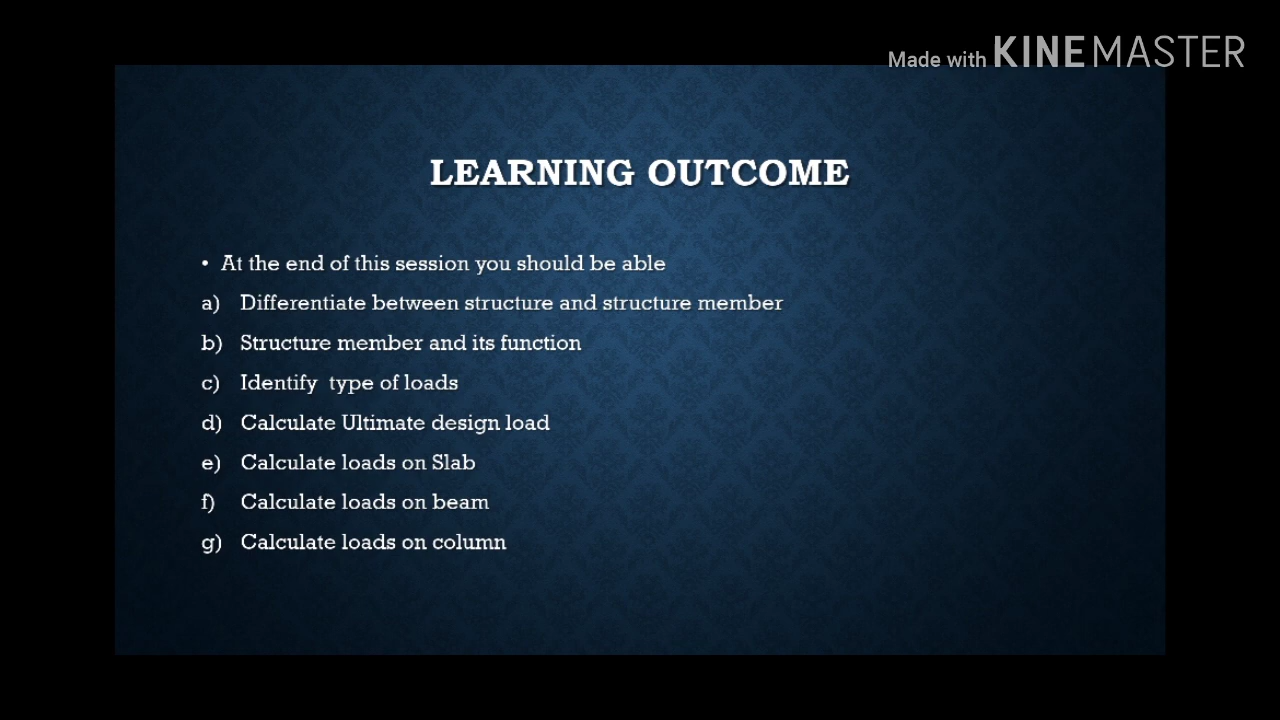 Made with KINEMASTER
LEARNING OUTCOME
• At the end of this session you should be able
a) Differentiate between structure and structure member
b) Structure member and its function
c) Identify type of loads
d) Calculate Ultimate design load
e) Calculate loads on Slab
f) Calculate loads on beam
g) Calculate loads on column